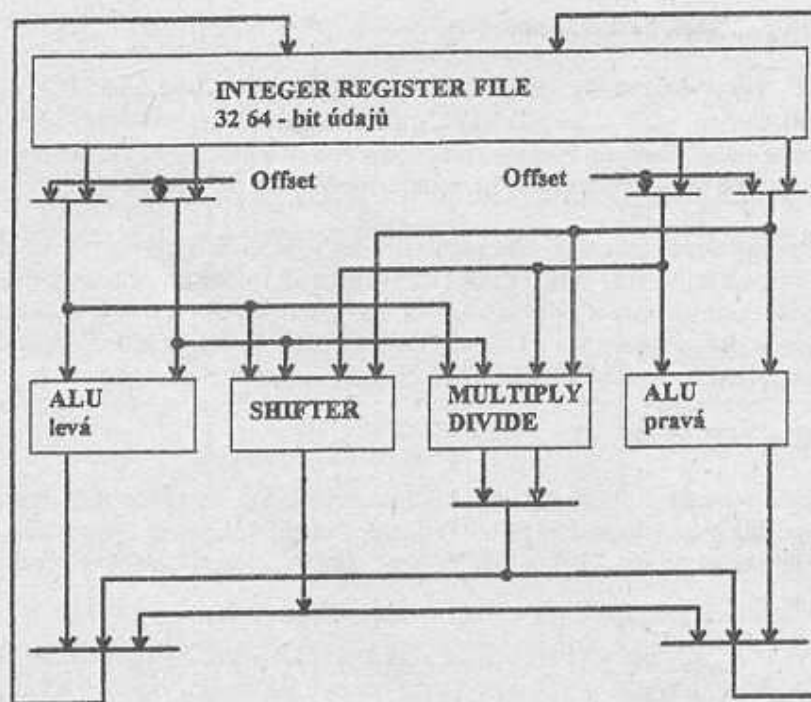 INTEGER REGISTER FILE
32 64 - bit údajů
Offset
Offset
ALU
levá
SHIFTER
MULTIPLY
DIVIDE
ALU
pravá